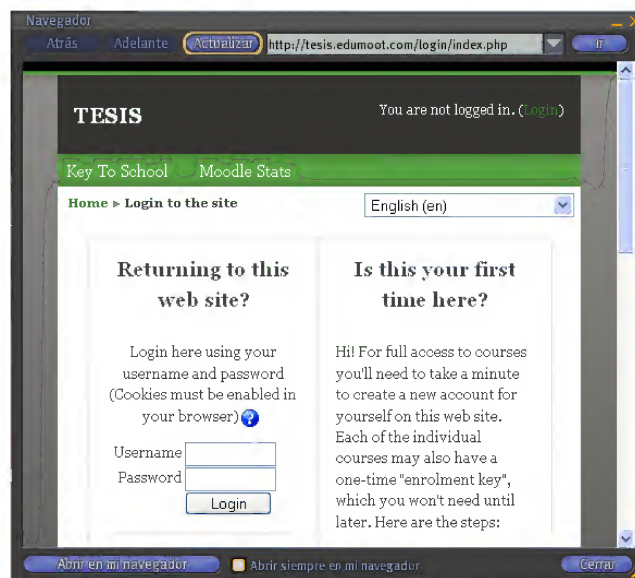 Navegador
Atrás Adelante Actualizar http://tesis.edumoot.com/login/index.php Ir
TESIS
You are not logged in. (Login)
Key To School Moodle Stats
Home ► Login to the site
English (en)
Returning to this
web site?
Login here using your
username and password
(Cookies must be enabled in
your browser) ?
Username
Password
Login
Is this your first
time here?
Hi! For full access to courses
you'll need to take a minute
to create a new account for
yourself on this web site.
Each of the individual
courses may also have a
one-time "enrolment key",
which you won't need until
later. Here are the steps:
Abrir en mi navegador Abrir siempre en mi navegador Cerrar